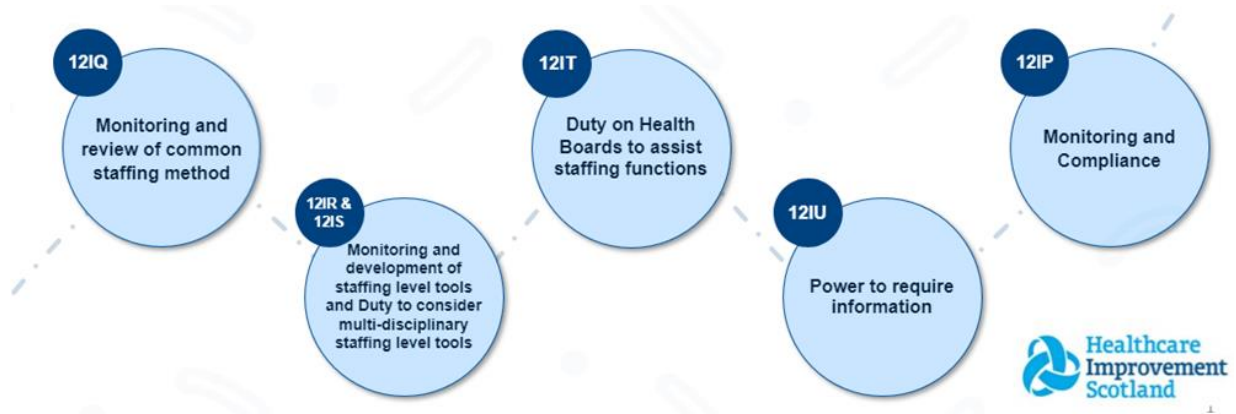 12IQ
Monitoring and
review of common
staffing method
12IR &
12IS
Monitoring and
development of
staffing level tools
and Duty to consider
multi-disciplinary
staffing level tools
12IT
Duty on Health
Boards to assist
staffing functions
12IU
Power to require
information
12IP
Monitoring and
Compliance
Healthcare
Improvement
Scotland